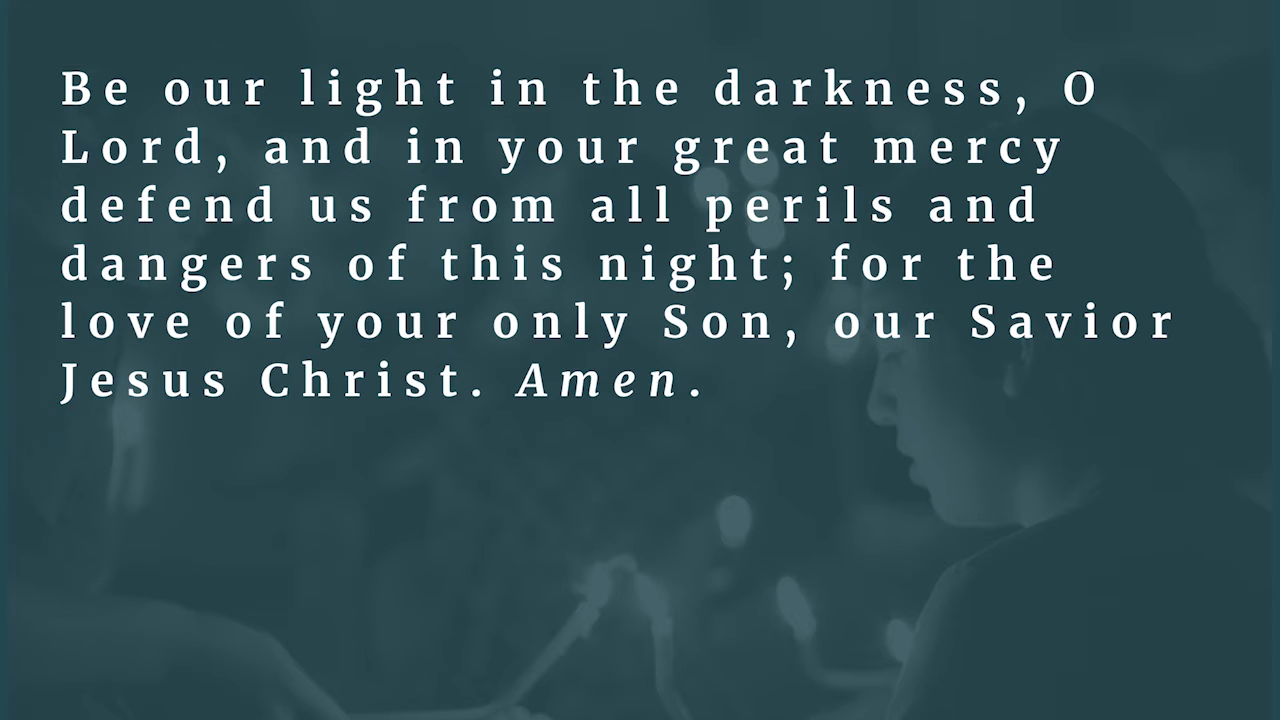 Be our light in the darkness, O
Lord, and in your great mercy
defend us from all perils and
dangers of this night; for the
love of your only Son, our Savior
Jesus Christ. Amen.